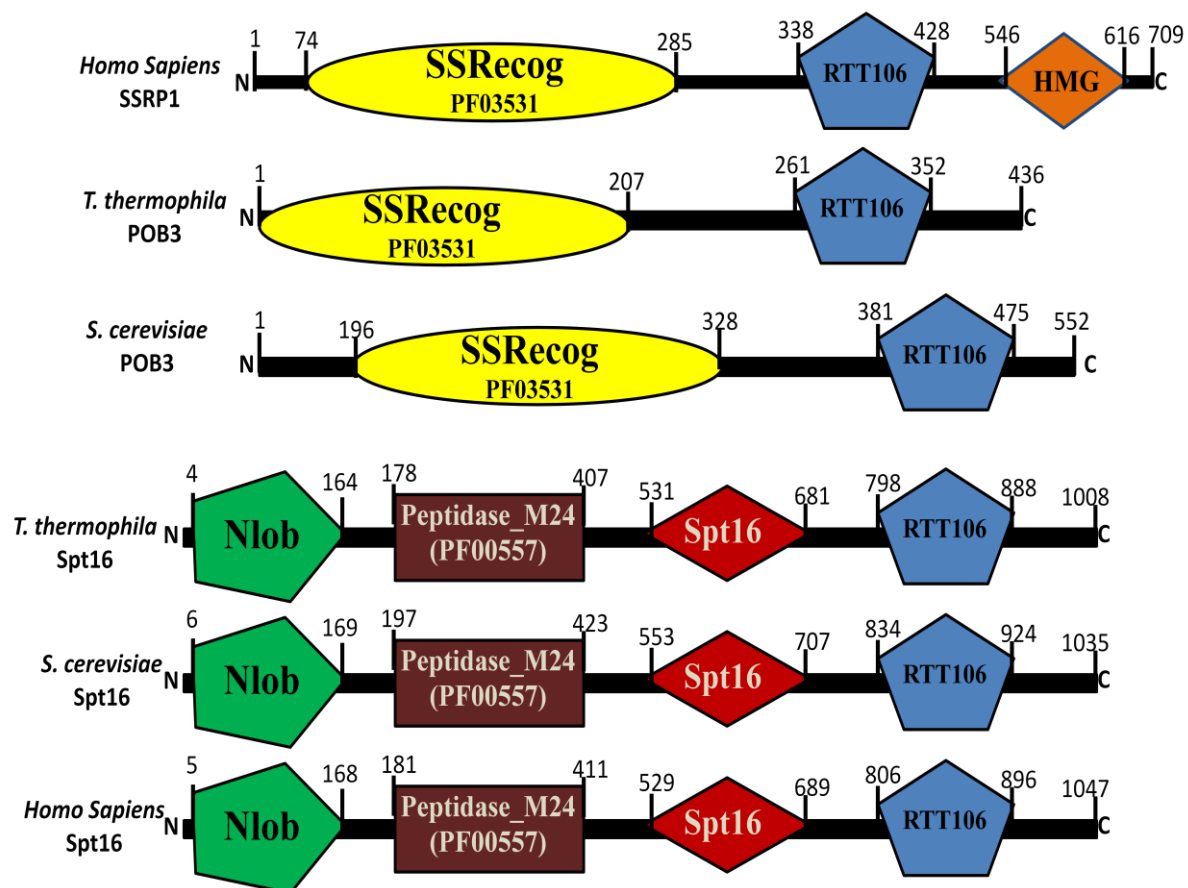 1 74 285 338 428 546 616 709
Homo Sapiens
SSRP1
N SSRecog RTT106 HMG C
PF03531
1 207 261 352 436
T. thermophila
POB3
N SSRecog RTT106 C
PF03531
1 196 328 381 475 552
S. cerevisiae
POB3
N SSRecog RTT106 C
PF03531
4 164 178 407 531 681 798 888 1008
T. thermophila
Spt16
N Nlob Peptidase_M24 Spt16 RTT106 C
(PF00557)
6 169 197 423 553 707 834 924 1035
S. cerevisiae
Spt16
N Nlob Peptidase_M24 Spt16 RTT106 C
(PF00557)
5 168 181 411 529 689 806 896 1047
Homo Sapiens
Spt16
N Nlob Peptidase_M24 Spt16 RTT106 C
(PF00557)